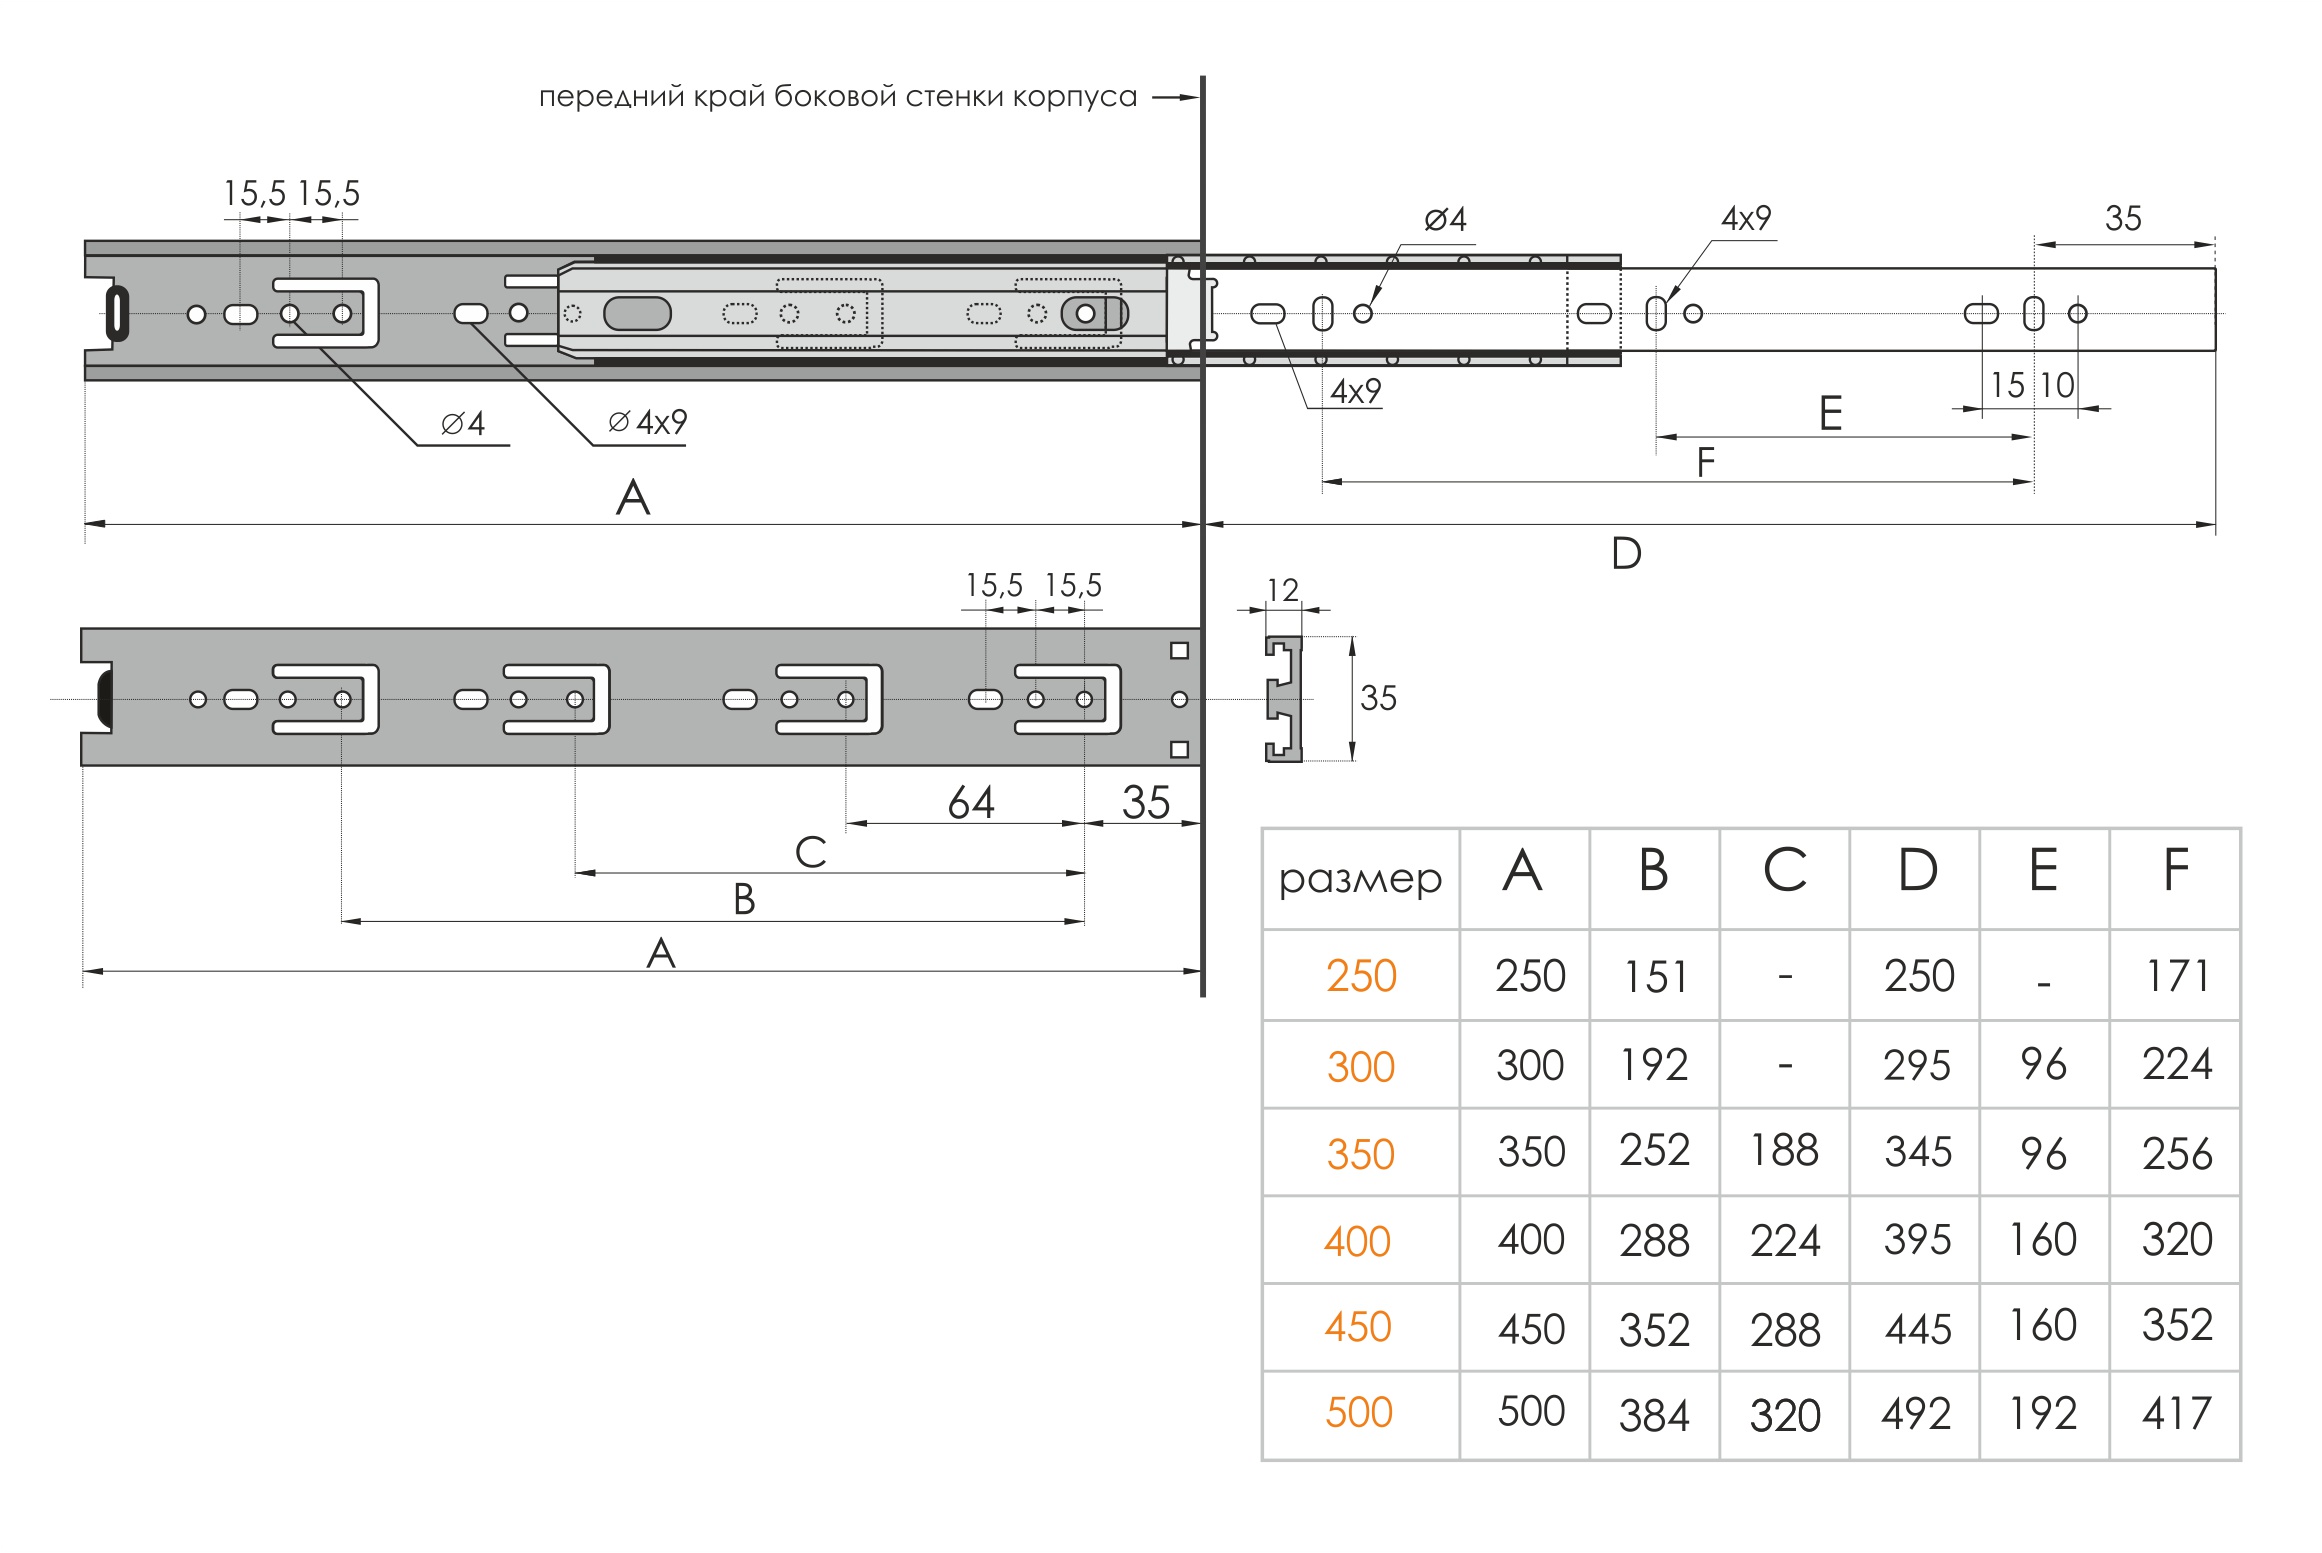 передний край боковой стенки корпуса
15,5 15,5
Ø4
4x9
35
4x9
15 10
Ø4
Ø 4x9
E
F
A
D
15,5 15,5
12
35
64
35
C
B
A
размер A B C D E F
250 250 151 - 250 - 171
300 300 192 - 295 96 224
350 350 252 188 345 96 256
400 400 288 224 395 160 320
450 450 352 288 445 160 352
500 500 384 320 492 192 417